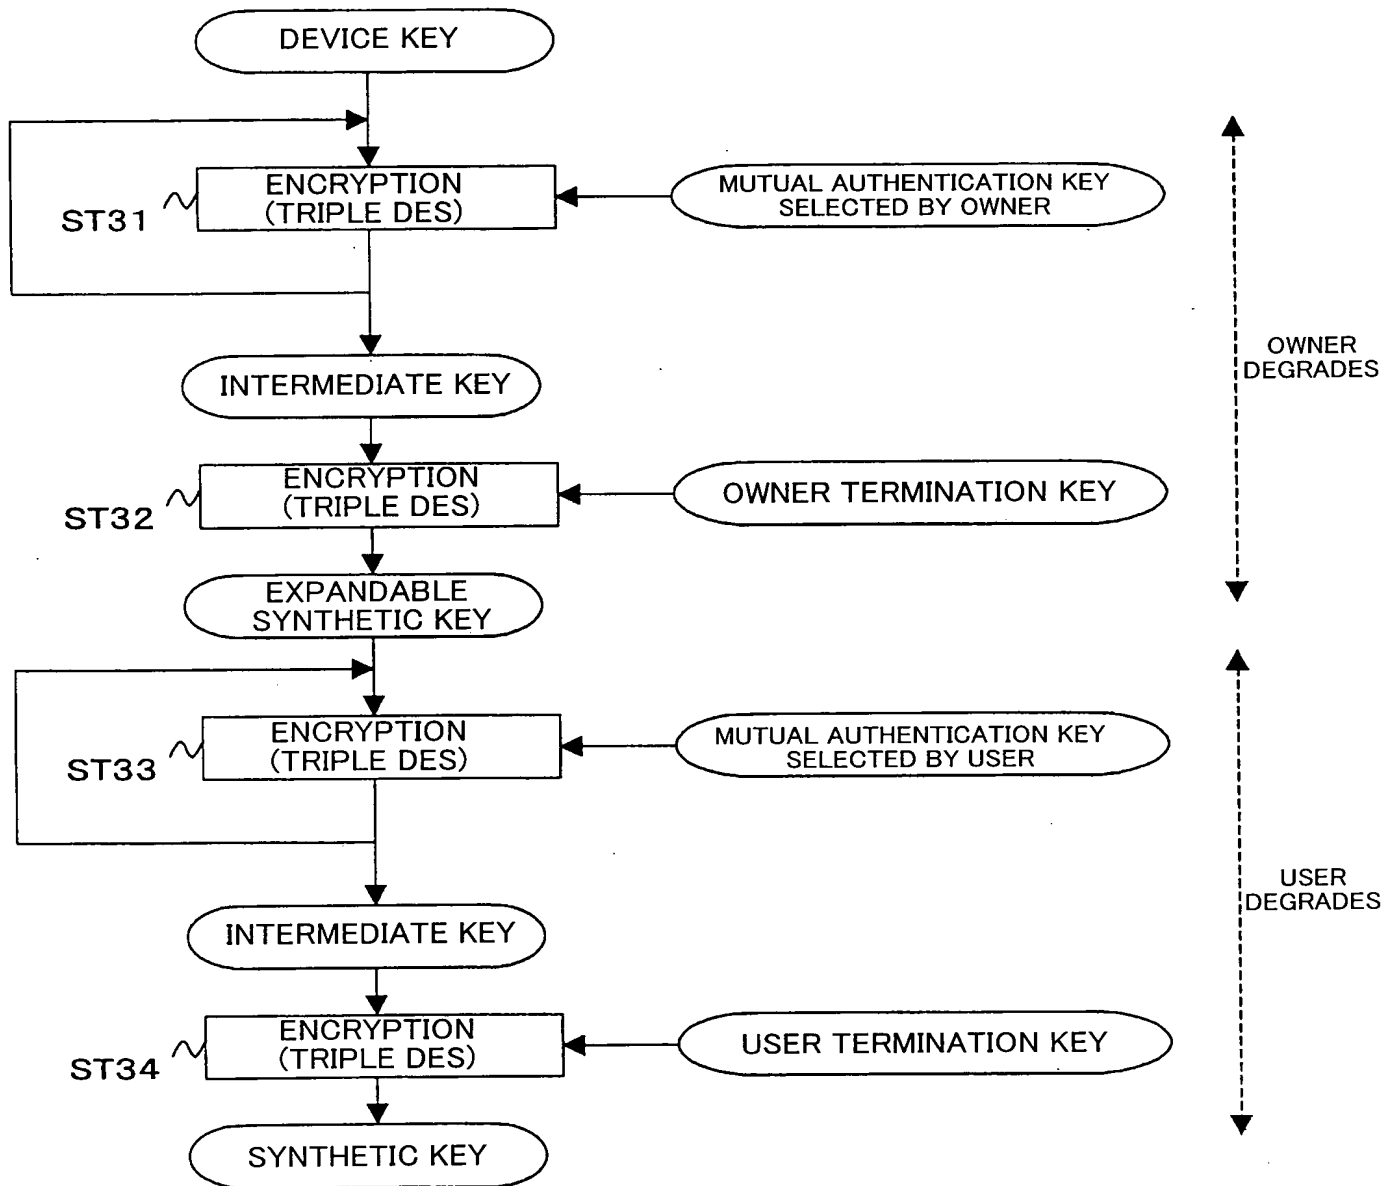 DEVICE KEY
ENCRYPTION
(TRIPLE DES)
ST31
MUTUAL AUTHENTICATION KEY
SELECTED BY OWNER
OWNER
DEGRADES
INTERMEDIATE KEY
ENCRYPTION
(TRIPLE DES)
ST32
OWNER TERMINATION KEY
EXPANDABLE
SYNTHETIC KEY
ENCRYPTION
(TRIPLE DES)
ST33
MUTUAL AUTHENTICATION KEY
SELECTED BY USER
USER
DEGRADES
INTERMEDIATE KEY
ENCRYPTION
(TRIPLE DES)
ST34
USER TERMINATION KEY
SYNTHETIC KEY